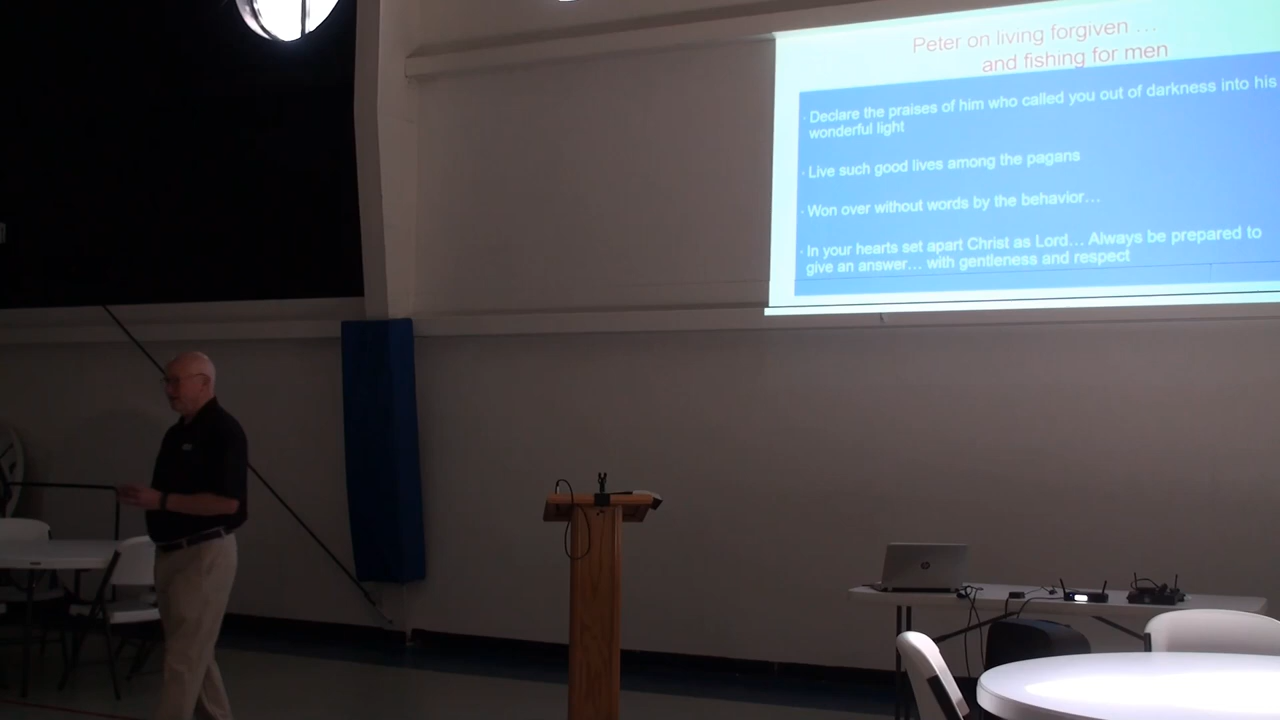 Peter on living forgiven ...
and fishing for men
· Declare the praises of him who called you out of darkness into his
wonderful light
· Live such good lives among the pagans
· Won over without words by the behavior...
· In your hearts set apart Christ as Lord... Always be prepared to
give an answer... with gentleness and respect
hp